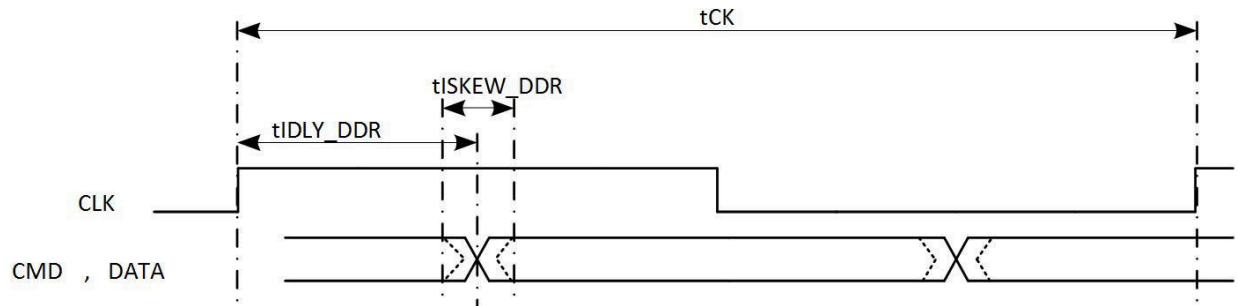 tCK
tISKEW_DDR
tIDLY_DDR
CLK
CMD , DATA